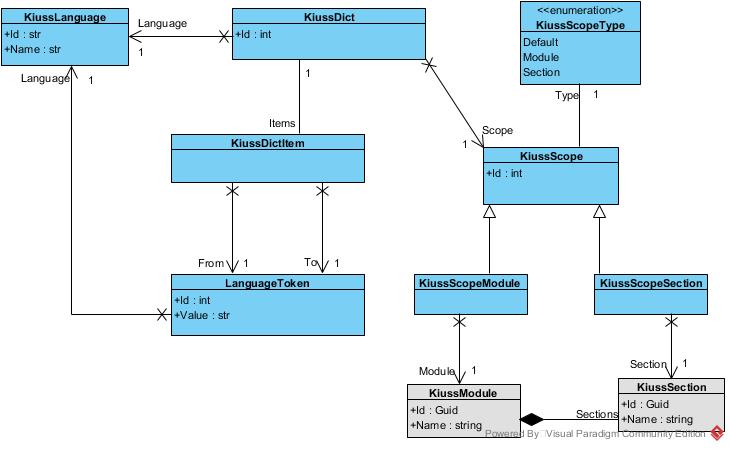 KiussLanguage
+Id : str
+Name : str
Language
1
KiussDict
+Id : int
<<enumeration>>
KiussScopeType
Default
Module
Section
Language
1
1
Items
Type
1
Scope
1
KiussDictItem
KiussScope
+Id : int
From
1
To
1
LanguageToken
+Id : int
+Value : str
KiussScopeModule
KiussScopeSection
Module
1
Section
1
KiussModule
+Id : Guid
+Name : string
Sections
KiussSection
+Id : Guid
+Name : string
Powered By Visual Paradigm Community Edition